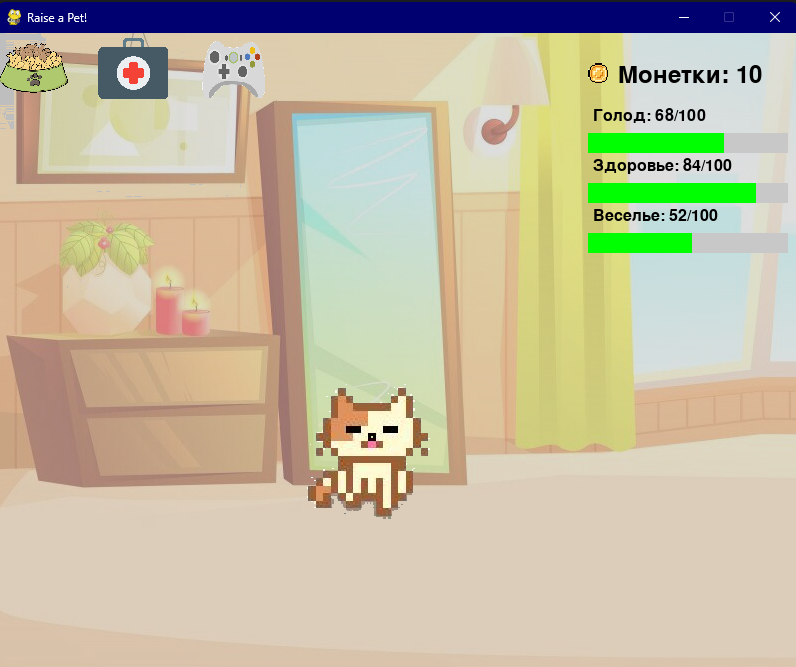 Raise a Pet!
Монетки: 10
Голод: 68/100
Здоровье: 84/100
Веселье: 52/100